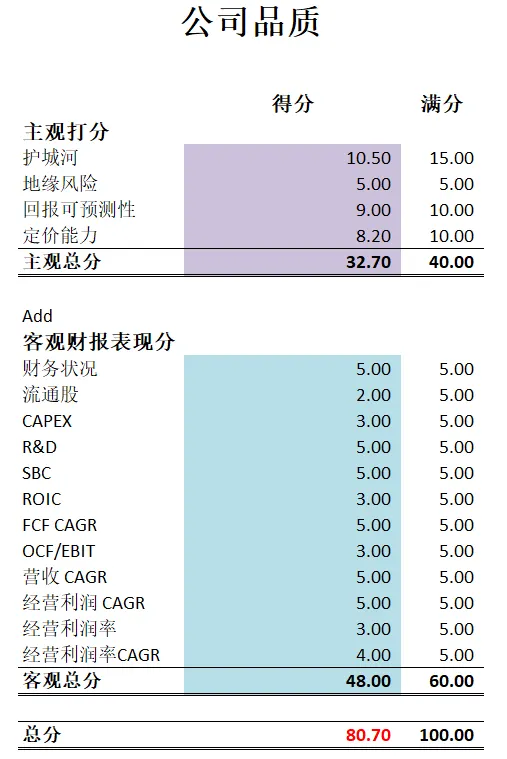 公司品质
得分 满分
主观打分
护城河 10.50 15.00
地缘风险 5.00 5.00
回报可预测性 9.00 10.00
定价能力 8.20 10.00
主观总分 32.70 40.00
Add
客观财报表现分
财务状况 5.00 5.00
流通股 2.00 5.00
CAPEX 3.00 5.00
R&D 5.00 5.00
SBC 5.00 5.00
ROIC 3.00 5.00
FCF CAGR 5.00 5.00
OCF/EBIT 3.00 5.00
营收 CAGR 5.00 5.00
经营利润 CAGR 5.00 5.00
经营利润率 3.00 5.00
经营利润率CAGR 4.00 5.00
客观总分 48.00 60.00
总分 80.70 100.00